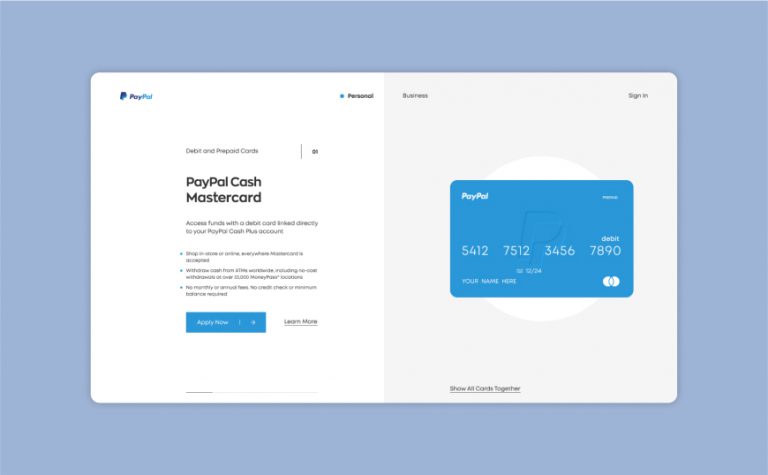 PayPal
Personal
Business
Sign In
Debit and Prepaid Cards
01
PayPal Cash
Mastercard
Access funds with a debit card linked directly
to your PayPal Cash Plus account
Shop in-store or online, everywhere Mastercard is
accepted
Withdraw cash from ATMs worldwide, including no-cost
withdrawals at over 33,000 MoneyPass® locations
No monthly or annual fees. No credit check or minimum
balance required
Apply Now
Learn More
PayPal
debit
5412 7512 3456 7890
12/24
YOUR NAME HERE
Show All Cards Together